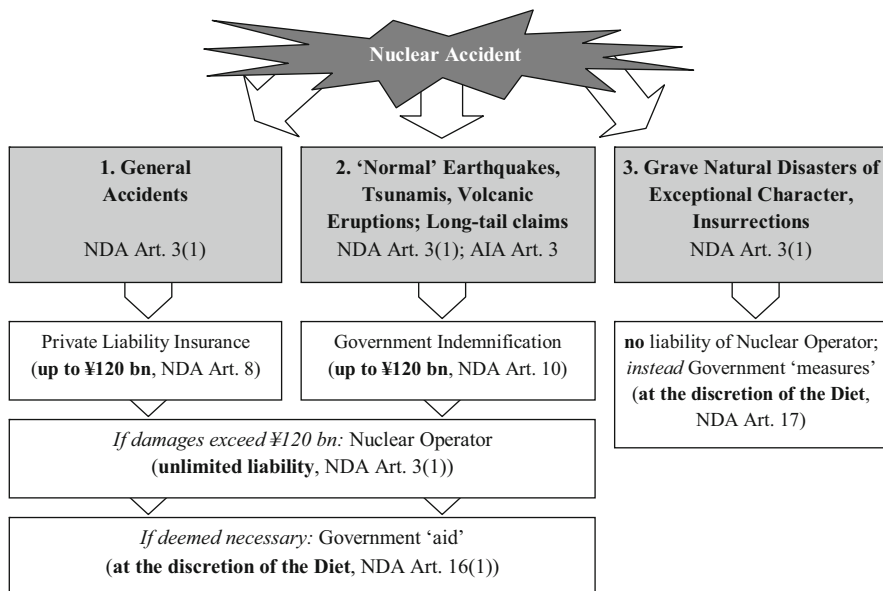 Nuclear Accident
1. General
Accidents
NDA Art. 3(1)
2. ‘Normal’ Earthquakes,
Tsunamis, Volcanic
Eruptions; Long-tail claims
NDA Art. 3(1); AIA Art. 3
3. Grave Natural Disasters of
Exceptional Character,
Insurrections
NDA Art. 3(1)
Private Liability Insurance
(up to ¥120 bn, NDA Art. 8)
Government Indemnification
(up to ¥120 bn, NDA Art. 10)
no liability of Nuclear Operator;
instead Government ‘measures’
(at the discretion of the Diet,
NDA Art. 17)
If damages exceed ¥120 bn: Nuclear Operator
(unlimited liability, NDA Art. 3(1))
If deemed necessary: Government ‘aid’
(at the discretion of the Diet, NDA Art. 16(1))